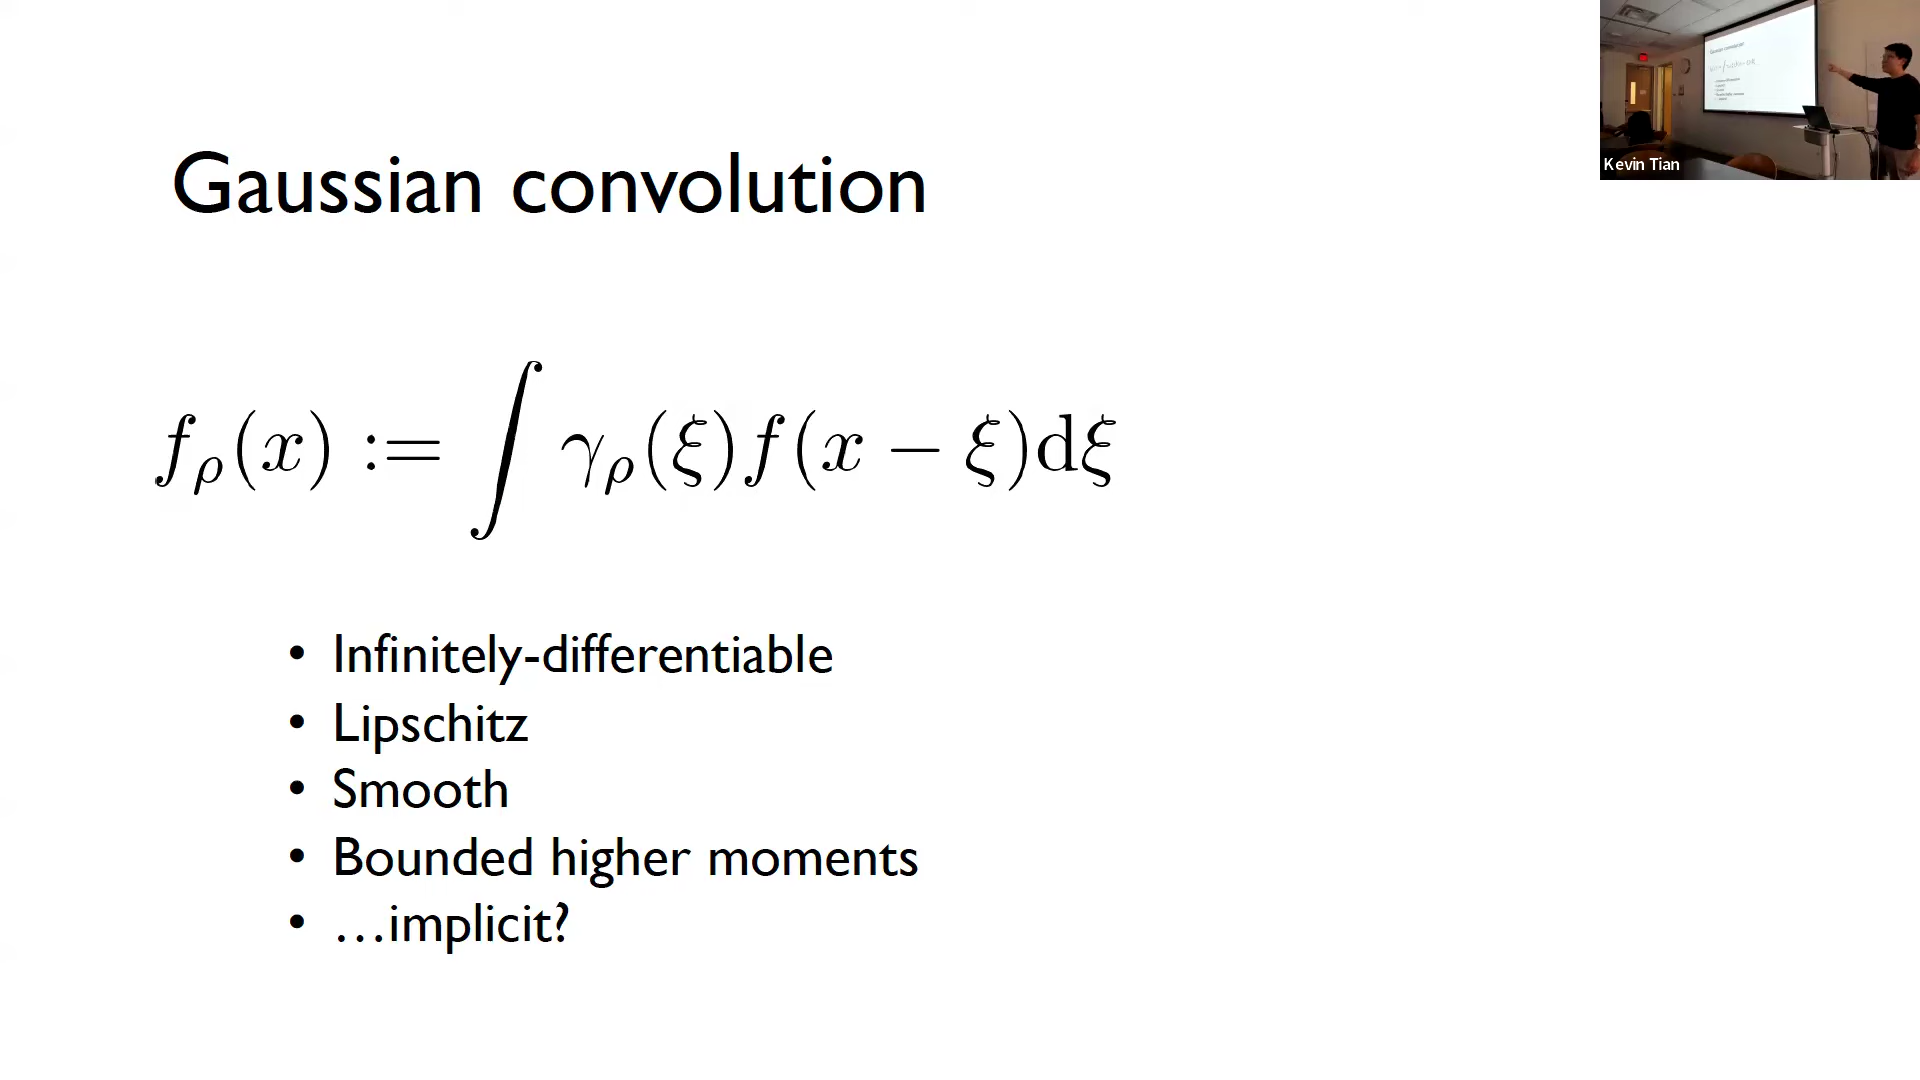 Gaussian convolution
f_ρ(x) := ∫ γ_ρ(ξ)f(x − ξ)dξ
• Infinitely-differentiable
• Lipschitz
• Smooth
• Bounded higher moments
• …implicit?
Kevin Tian